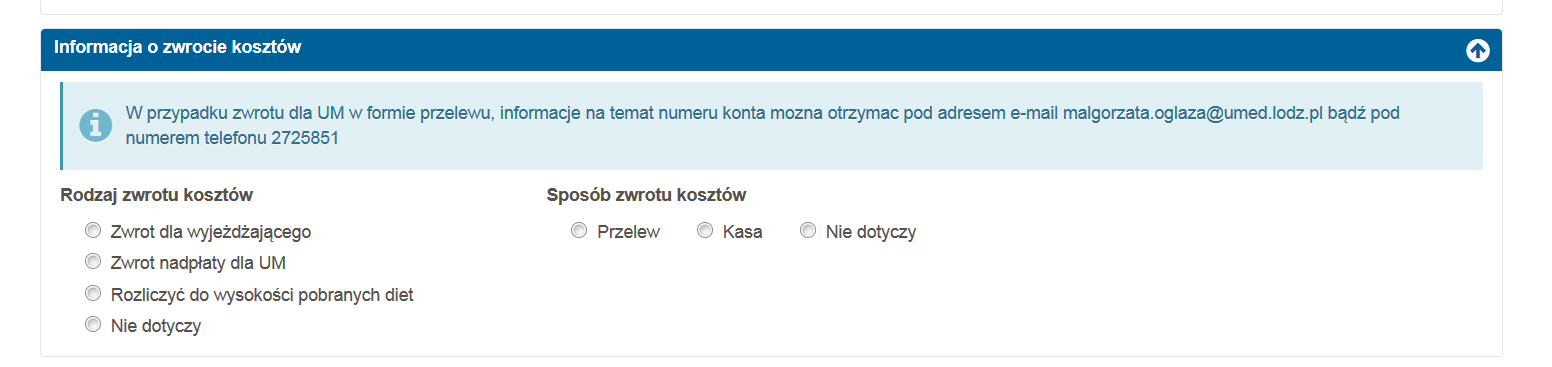 Informacja o zwrocie kosztów
W przypadku zwrotu dla UM w formie przelewu, informacje na temat numeru konta mozna otrzymac pod adresem e-mail malgorzata.oglaza@umed.lodz.pl bądź pod
numerem telefonu 2725851
Rodzaj zwrotu kosztów
Zwrot dla wyjeżdżającego
Zwrot nadpłaty dla UM
Rozliczyć do wysokości pobranych diet
Nie dotyczy
Sposób zwrotu kosztów
Przelew Kasa Nie dotyczy